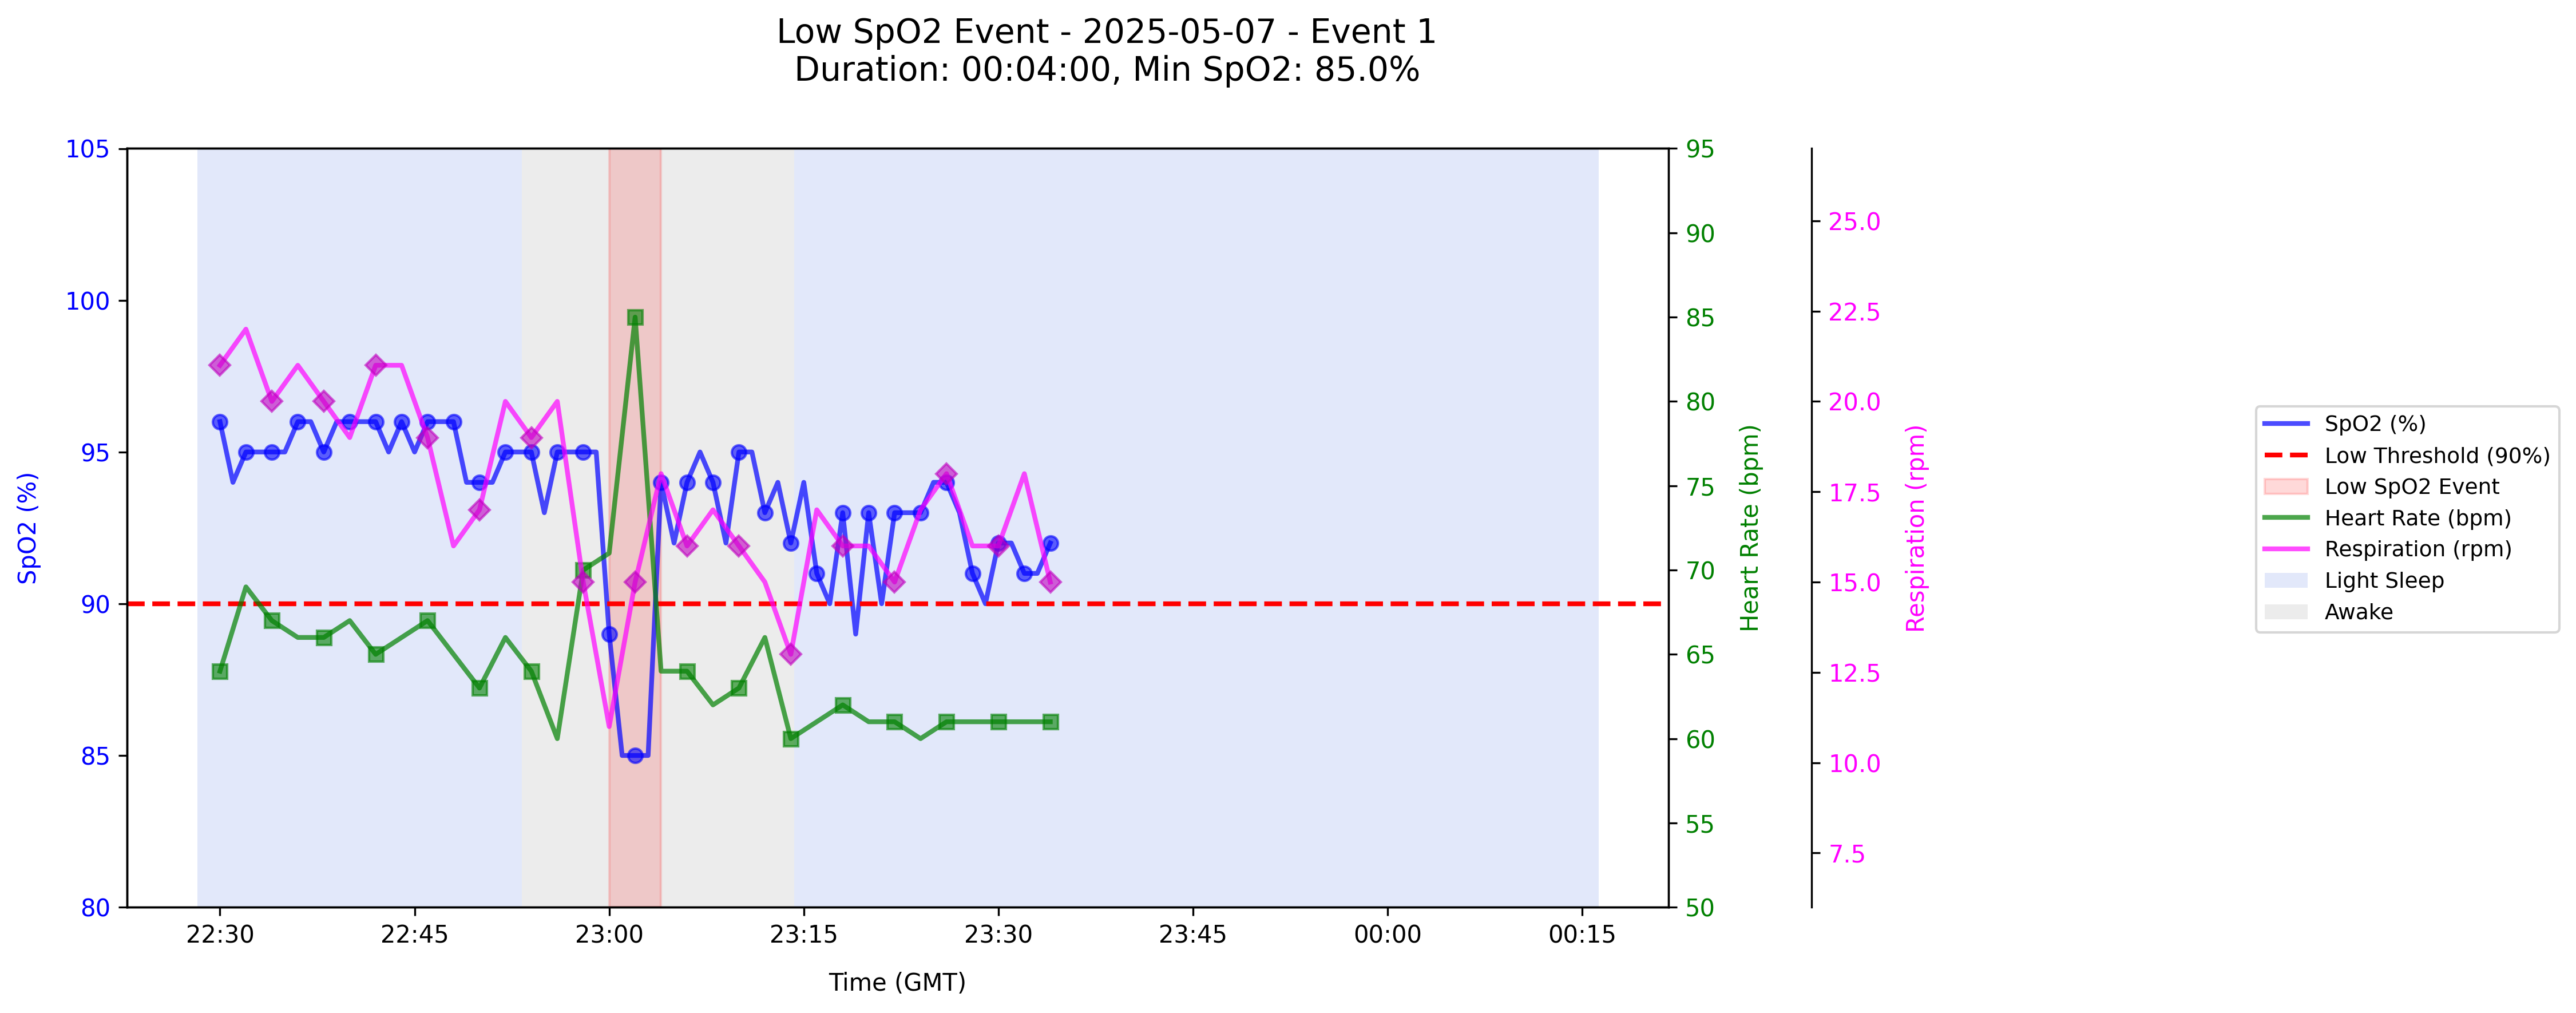 Low SpO2 Event - 2025-05-07 - Event 1
Duration: 00:04:00, Min SpO2: 85.0%
105
100
95
90
85
80
SpO2 (%)
22:30
22:45
23:00
23:15
23:30
23:45
00:00
00:15
Time (GMT)
95
90
85
80
75
70
65
60
55
50
Heart Rate (bpm)
25.0
22.5
20.0
17.5
15.0
12.5
10.0
7.5
Respiration (rpm)
SpO2 (%)
Low Threshold (90%)
Low SpO2 Event
Heart Rate (bpm)
Respiration (rpm)
Light Sleep
Awake